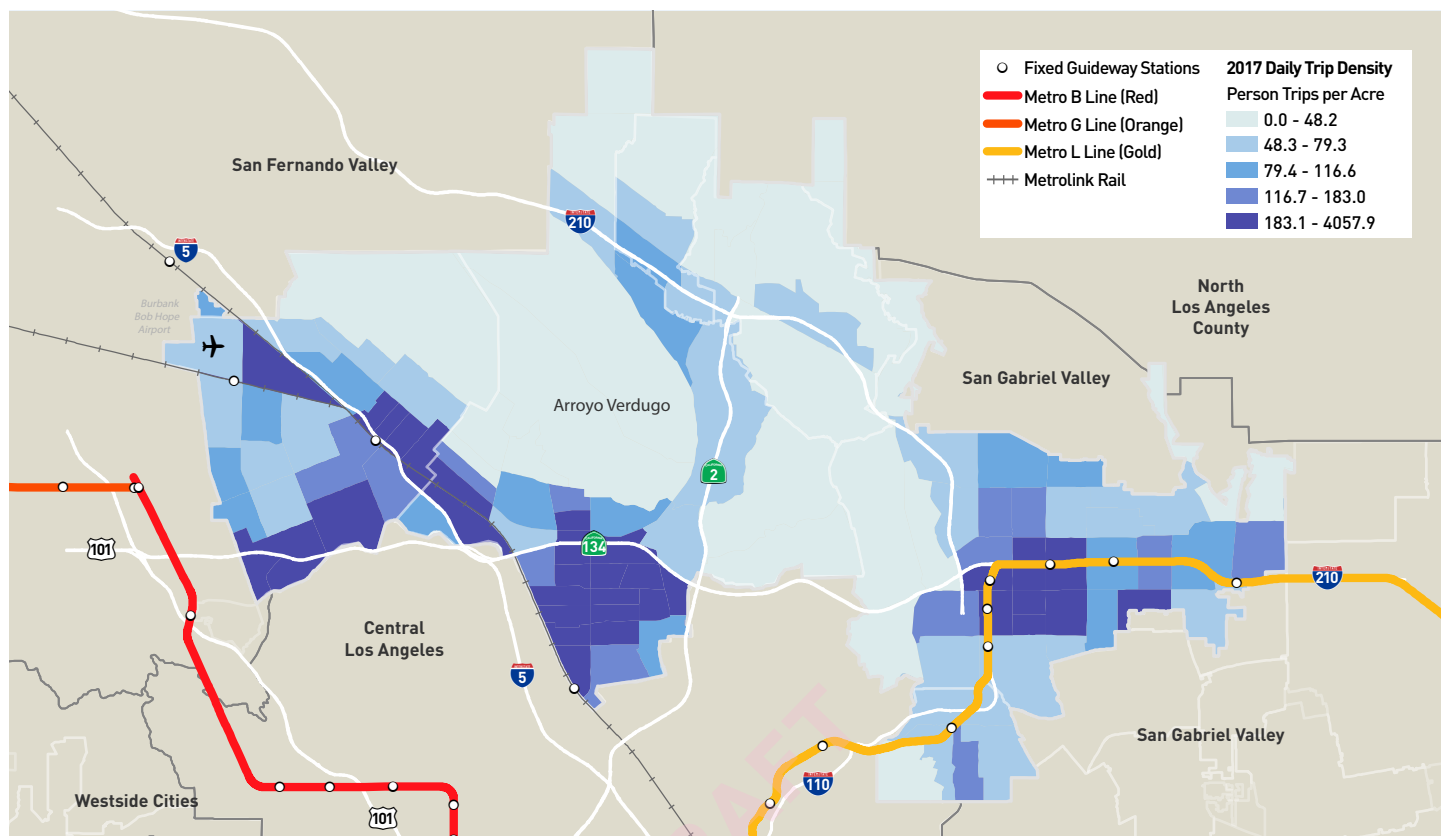 Fixed Guideway Stations
Metro B Line (Red)
Metro G Line (Orange)
Metro L Line (Gold)
Metrolink Rail
2017 Daily Trip Density
Person Trips per Acre
0.0 - 48.2
48.3 - 79.3
79.4 - 116.6
116.7 - 183.0
183.1 - 4057.9
San Fernando Valley
210
5
Burbank
Bob Hope
Airport
North
Los Angeles
County
San Gabriel Valley
Arroyo Verdugo
2
101
134
210
Central
Los Angeles
5
San Gabriel Valley
110
Westside Cities
101